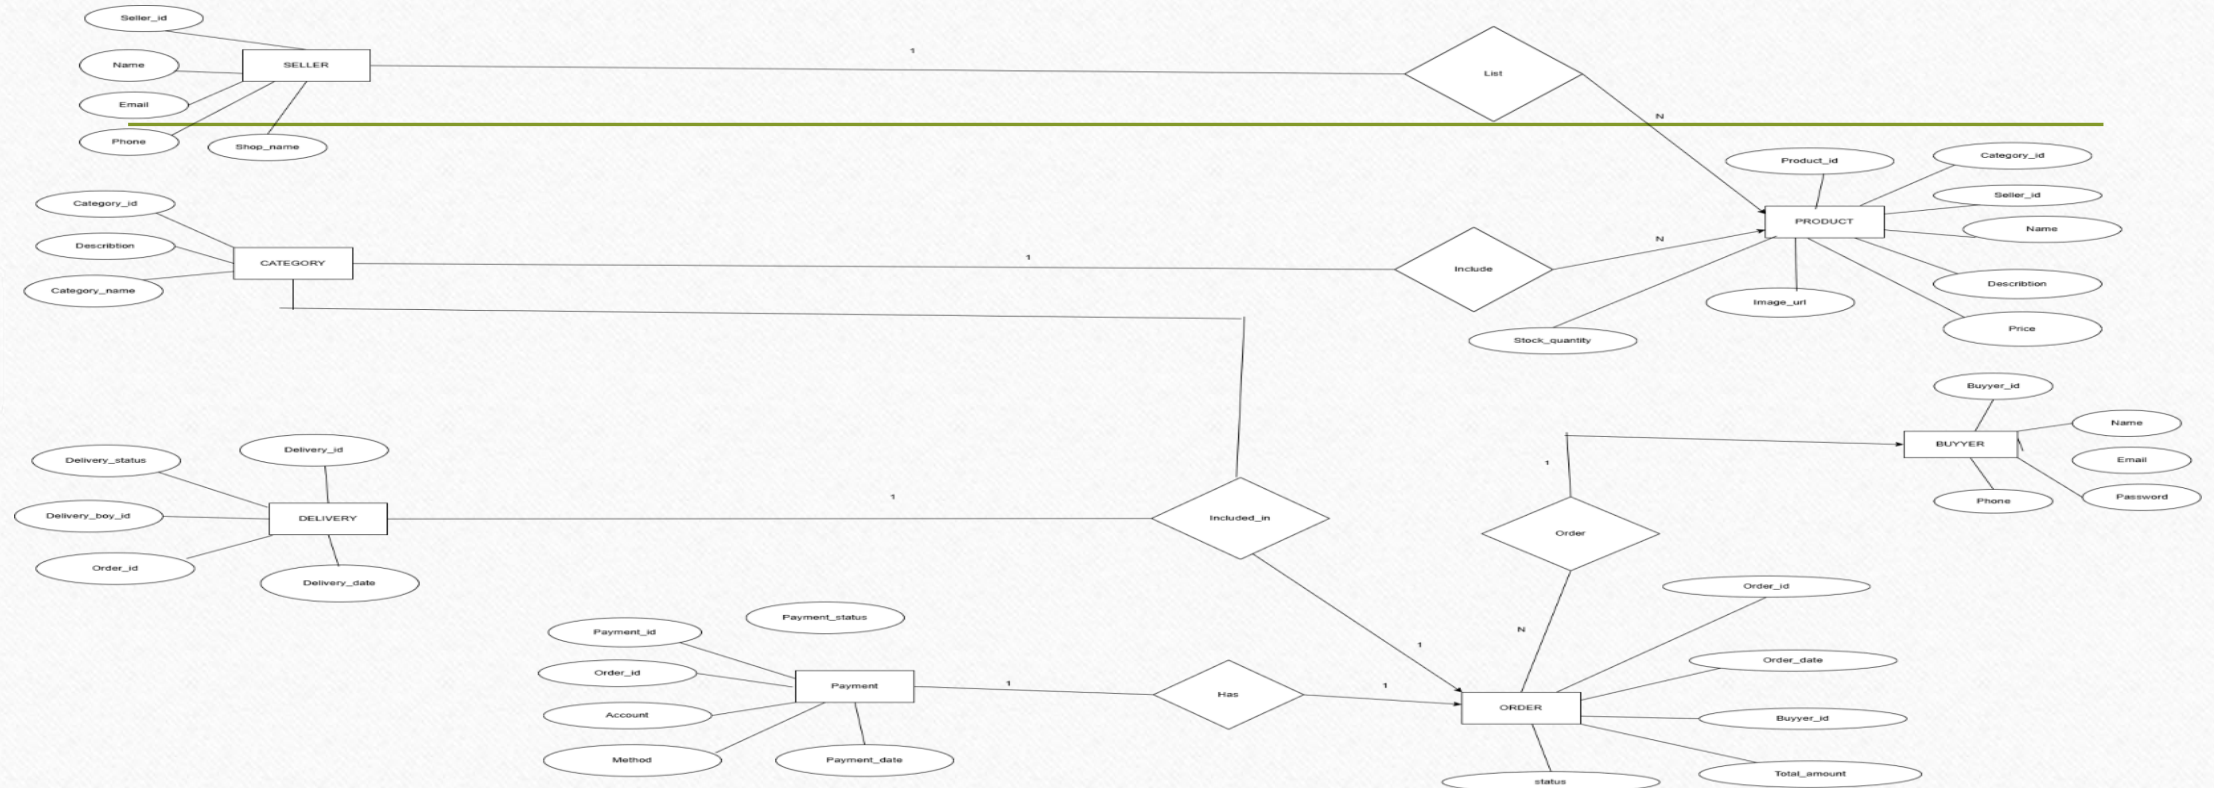 Seller_id
Name
SELLER
1
List
Email
Phone
Shop_name
N
Product_id
Category_id
Seller_id
PRODUCT
Name
Describtion
Price
Image_url
Stock_quantity
Category_id
Describtion
CATEGORY
Category_name
1
Include
N
Buyyer_id
Name
BUYYER
Email
Password
Phone
Delivery_status
Delivery_id
Delivery_boy_id
DELIVERY
Order_id
Delivery_date
1
Included_in
1
1
Order
N
Payment_status
Payment_id
Order_id
Payment
Account
Method
Payment_date
1
Has
1
ORDER
Order_id
Order_date
Buyyer_id
Total_amount
status